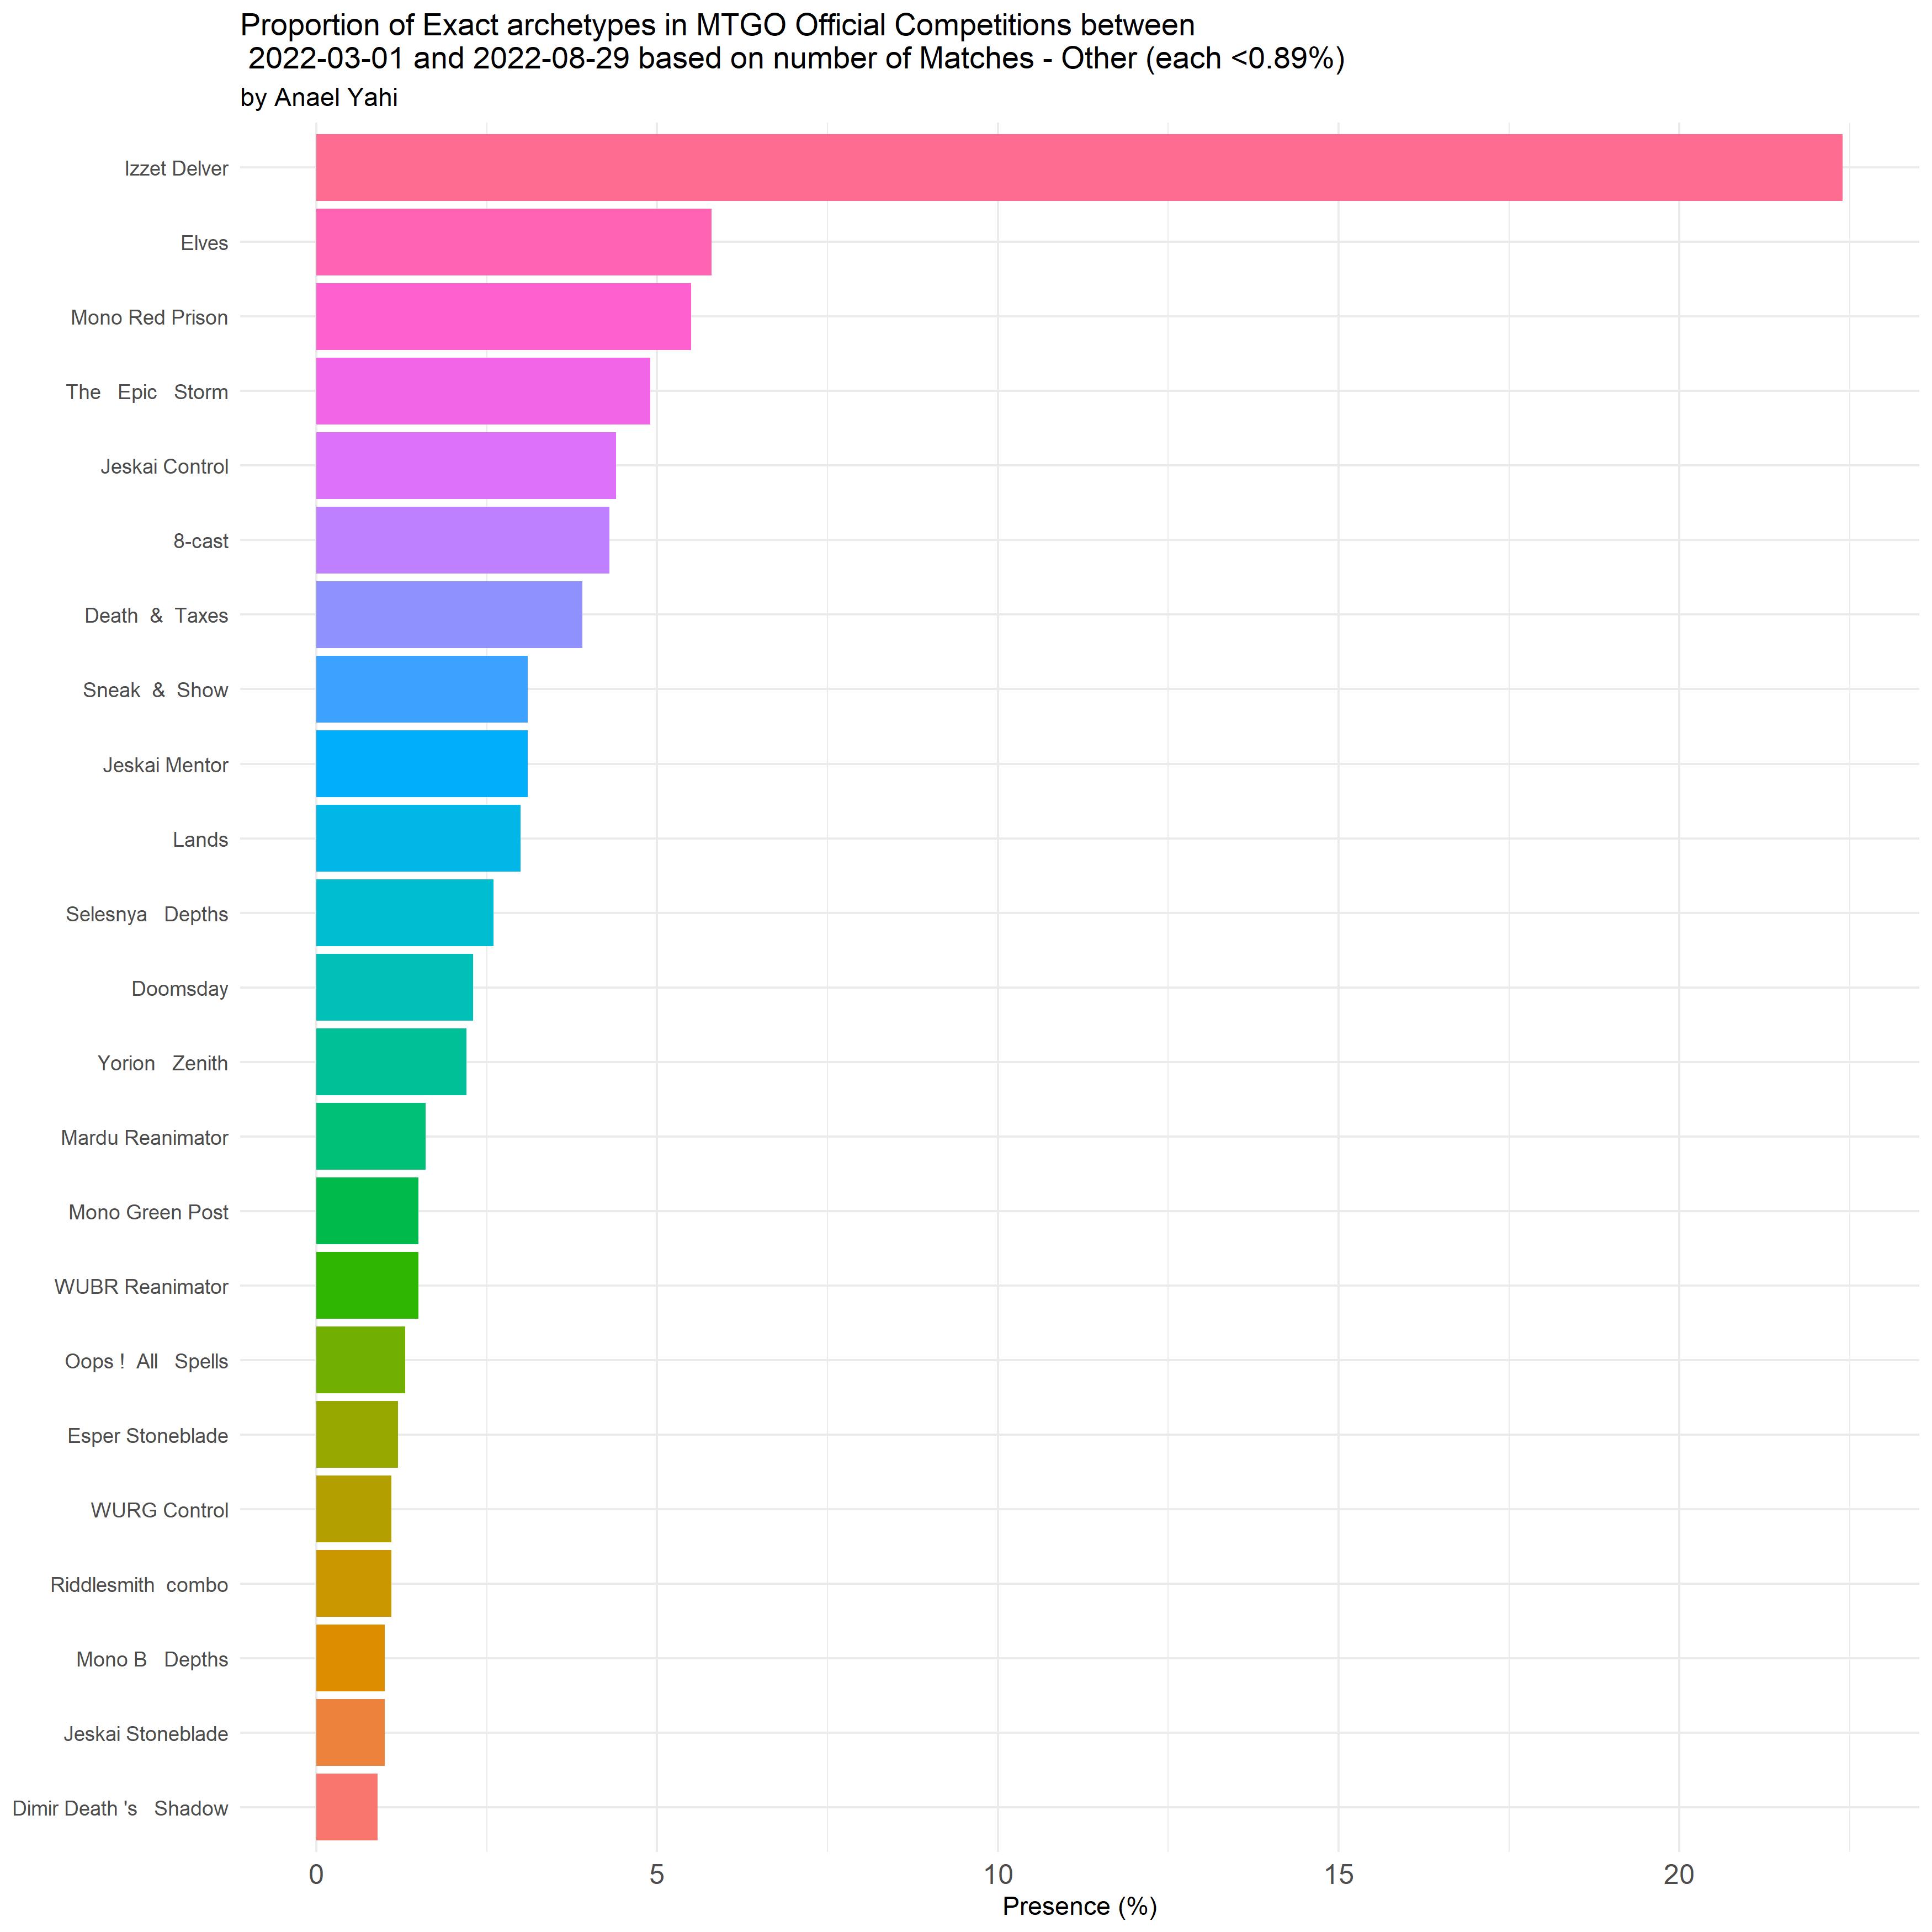 Proportion of Exact archetypes in MTGO Official Competitions between
2022-03-01 and 2022-08-29 based on number of Matches - Other (each <0.89%)
by Anael Yahi
Izzet Delver
Elves
Mono Red Prison
The Epic Storm
Jeskai Control
8-cast
Death & Taxes
Sneak & Show
Jeskai Mentor
Lands
Selesnya Depths
Doomsday
Yorion Zenith
Mardu Reanimator
Mono Green Post
WUBR Reanimator
Oops ! All Spells
Esper Stoneblade
WURG Control
Riddlesmith combo
Mono B Depths
Jeskai Stoneblade
Dimir Death 's Shadow
0 5 10 15 20
Presence (%)